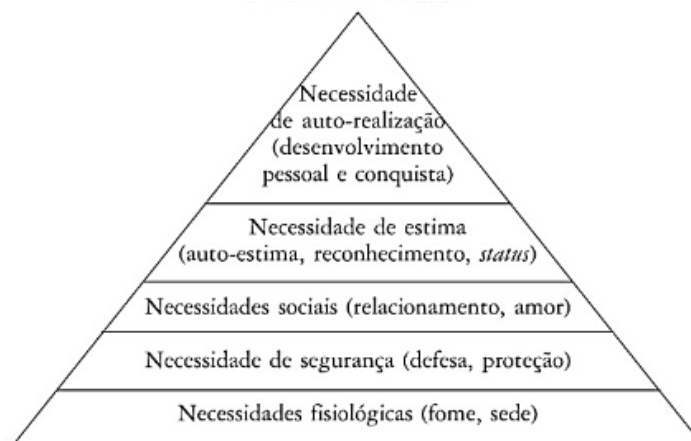 Necessidade
de auto-realização
(desenvolvimento
pessoal e conquista)
Necessidade de estima
(auto-estima, reconhecimento, status)
Necessidades sociais (relacionamento, amor)
Necessidade de segurança (defesa, proteção)
Necessidades fisiológicas (fome, sede)